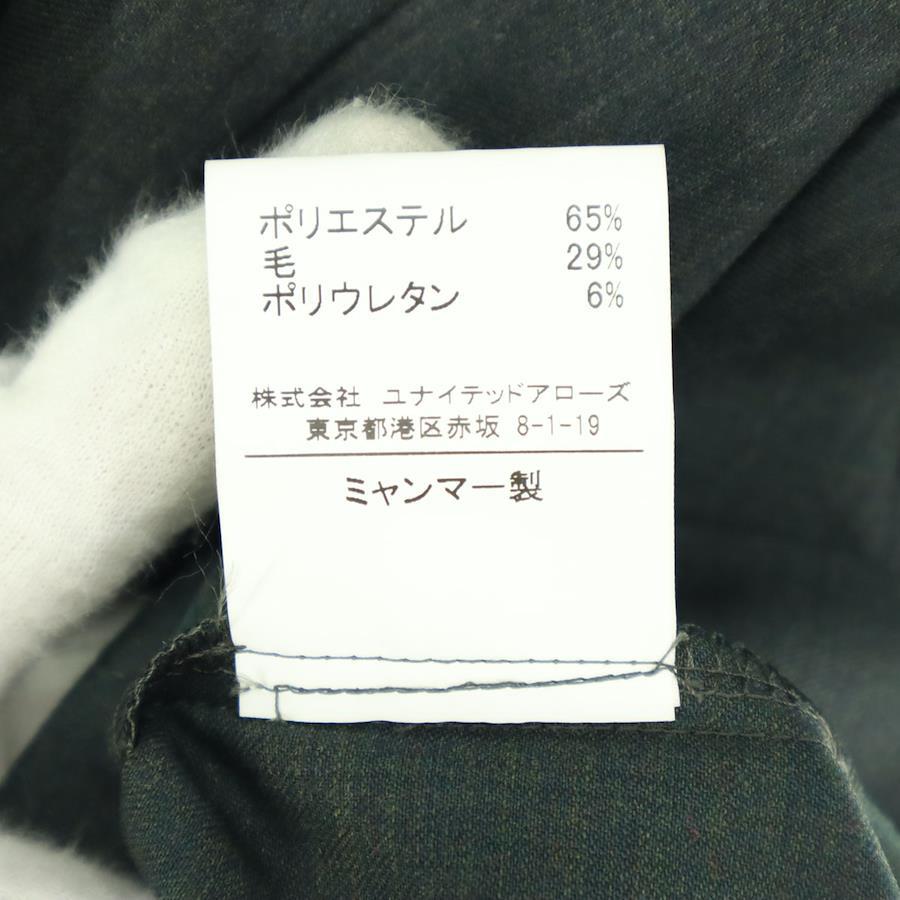 ポリエステル 65%
毛 29%
ポリウレタン 6%
株式会社 ユナイテッドアローズ
東京都港区赤坂 8-1-19
ミャンマー製